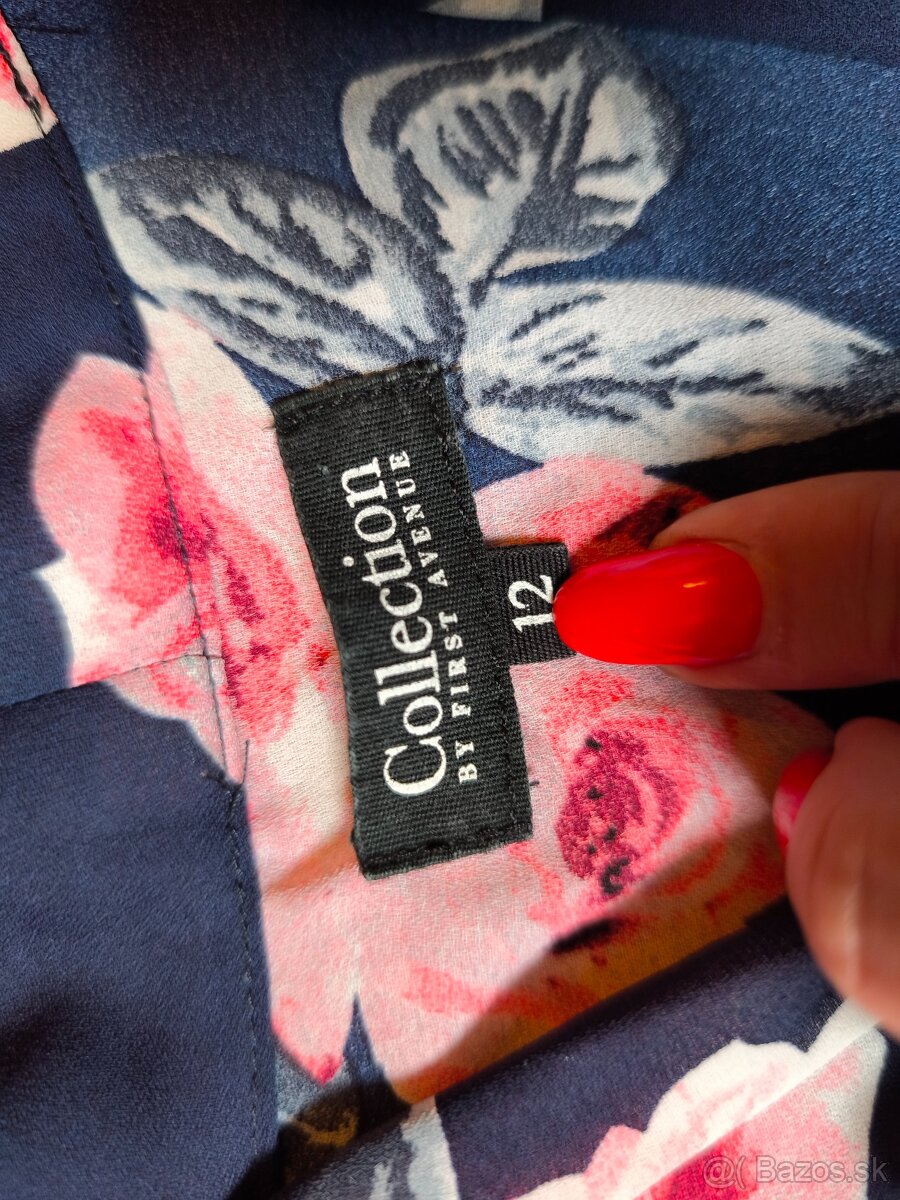 Collection
BY FIRST AVENUE
12
@( Bazos.sk